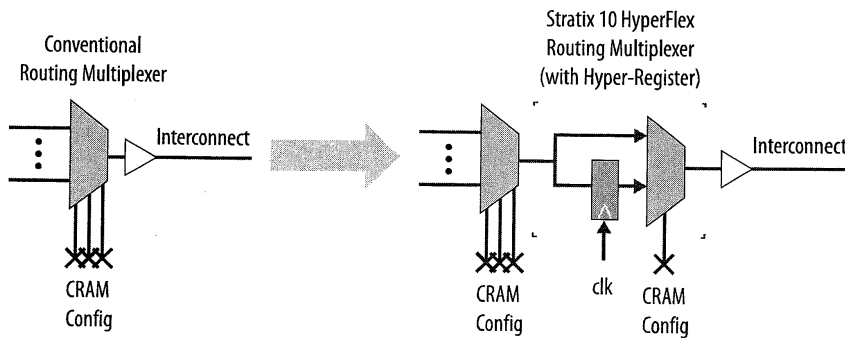 Conventional
Routing Multiplexer
Interconnect
CRAM
Config
Stratix 10 HyperFlex
Routing Multiplexer
(with Hyper-Register)
Interconnect
CRAM
Config
clk
CRAM
Config